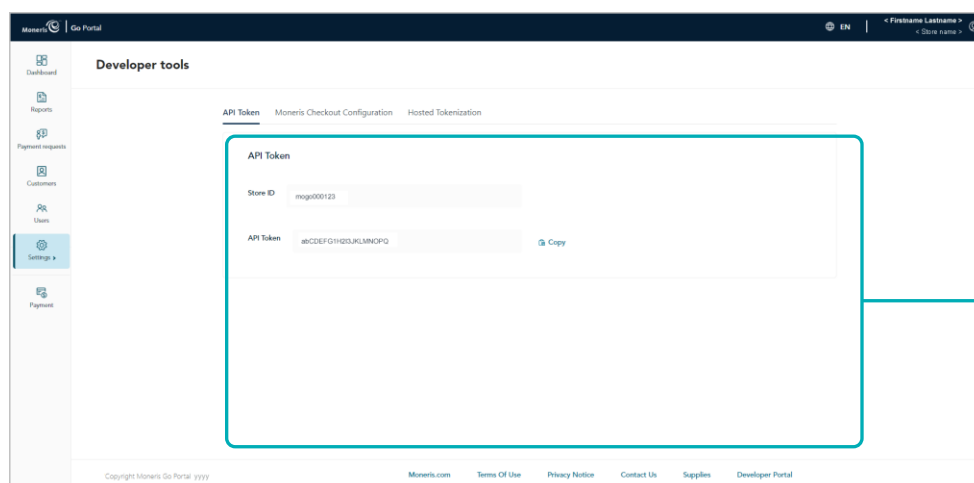 Moneris Go Portal
EN
< Firstname Lastname >
< Store name >
Dashboard
Reports
Payment requests
Customers
Users
Settings
Payment
Developer tools
API Token Moneris Checkout Configuration Hosted Tokenization
API Token
Store ID mogo000123
API Token Copy
Copyright Moneris Go Portal yyyy
Moneris.com Terms Of Use Privacy Notice Contact Us Supplies Developer Portal